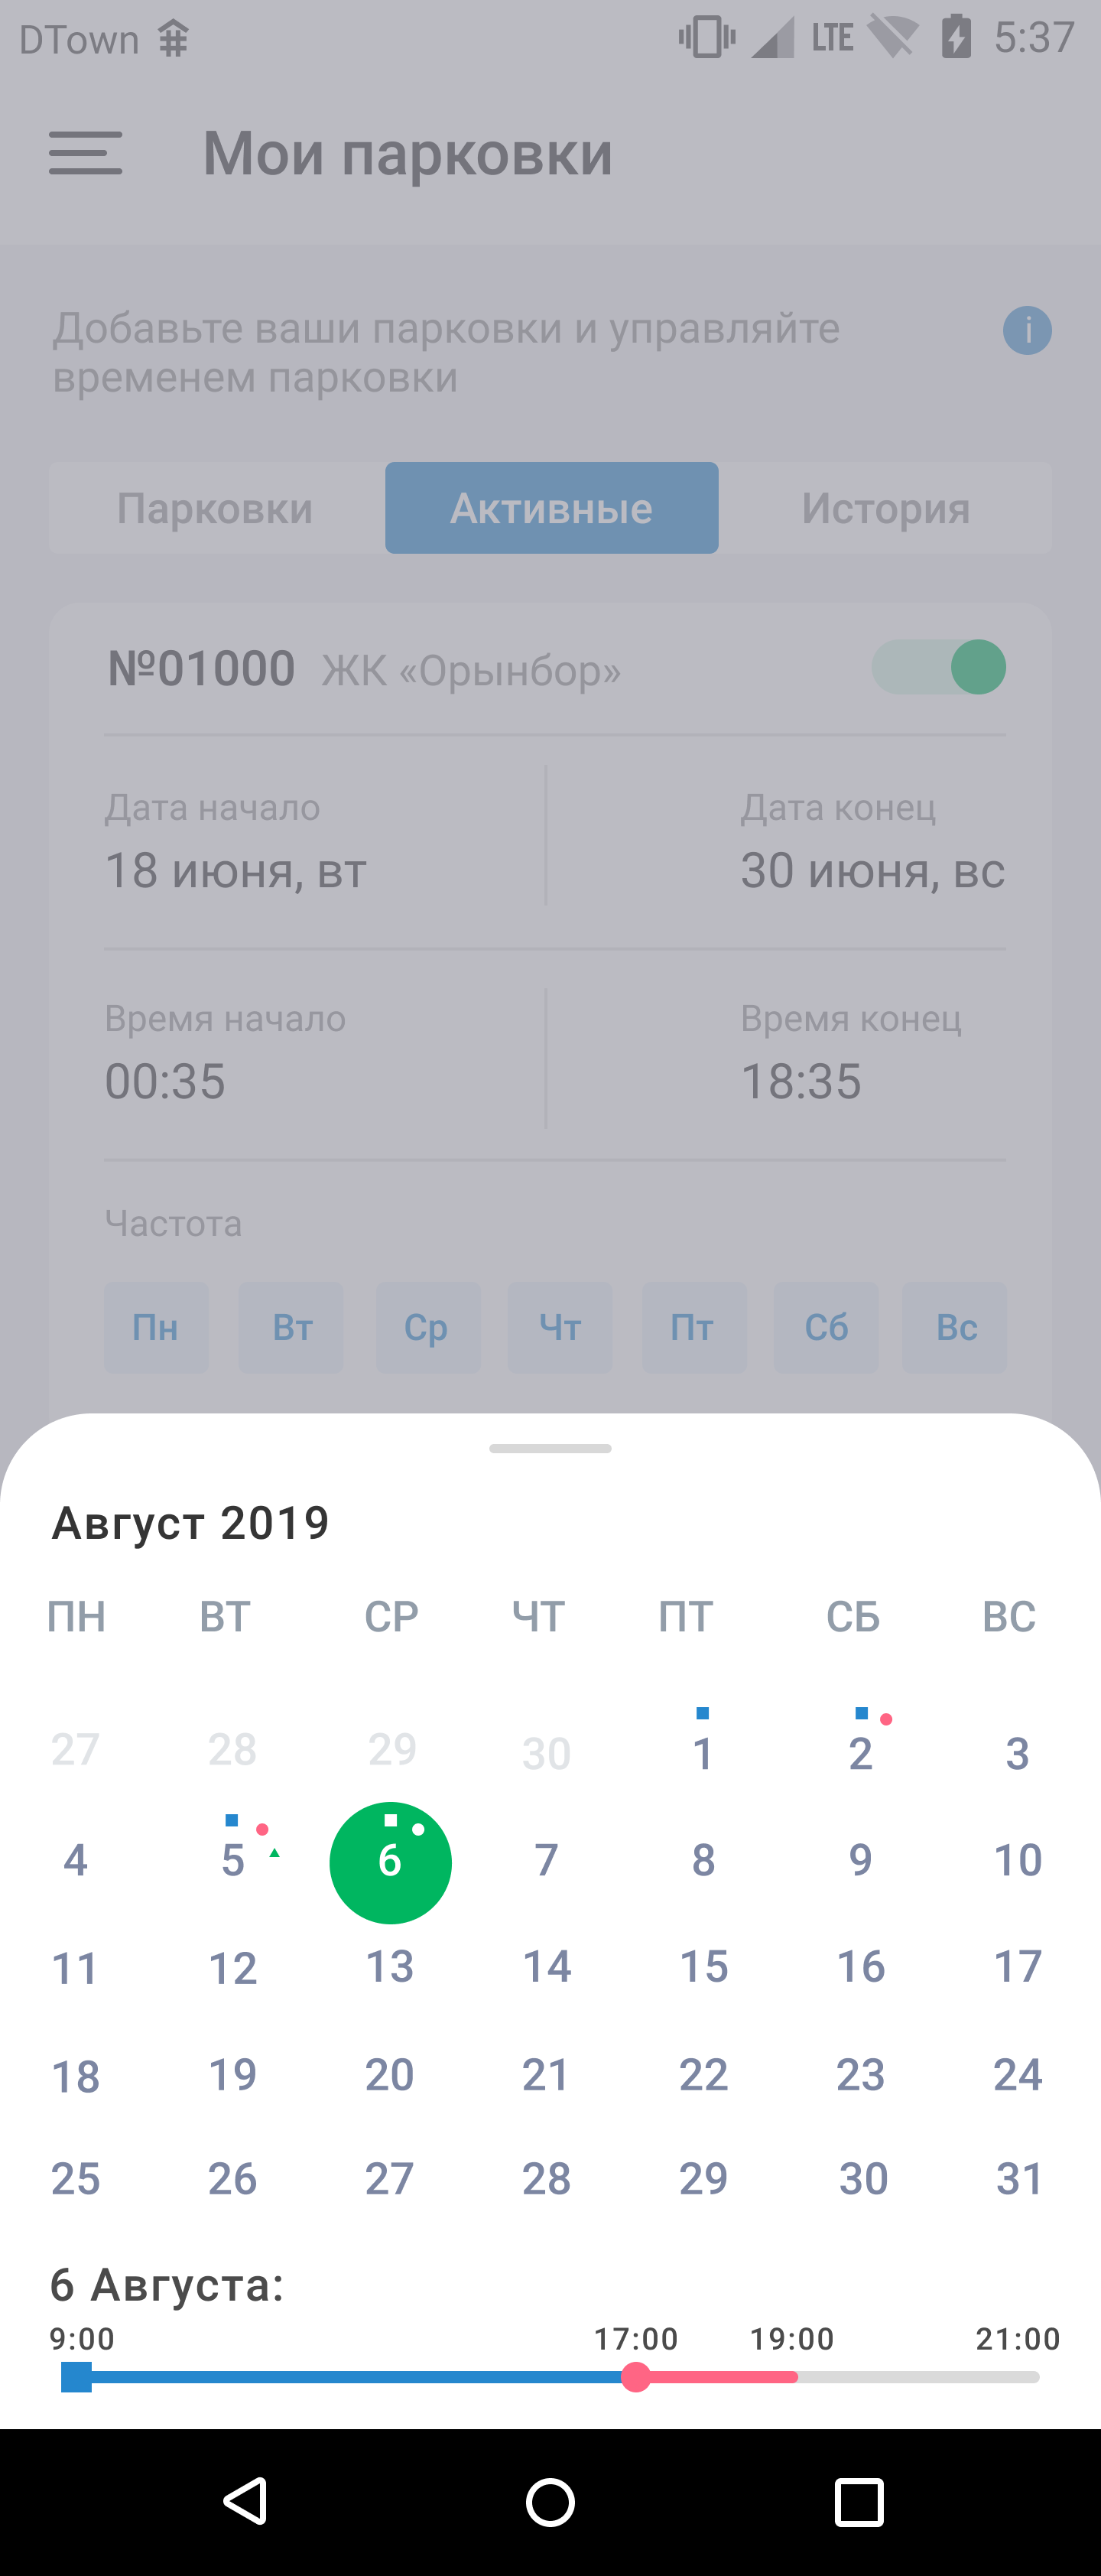 DTown LTE 5:37
Мои парковки
Добавьте ваши парковки и управляйте
временем парковки
i
Парковки Активные История
№01000 ЖК «Орынбор»
Дата начало Дата конец
18 июня, вт 30 июня, вс
Время начало Время конец
00:35 18:35
Частота
Пн Вт Ср Чт Пт Сб Вс
Август 2019
ПН ВТ СР ЧТ ПТ СБ ВС
27 28 29 30 1 2 3
4 5 6 7 8 9 10
11 12 13 14 15 16 17
18 19 20 21 22 23 24
25 26 27 28 29 30 31
6 Августа:
9:00 17:00 19:00 21:00